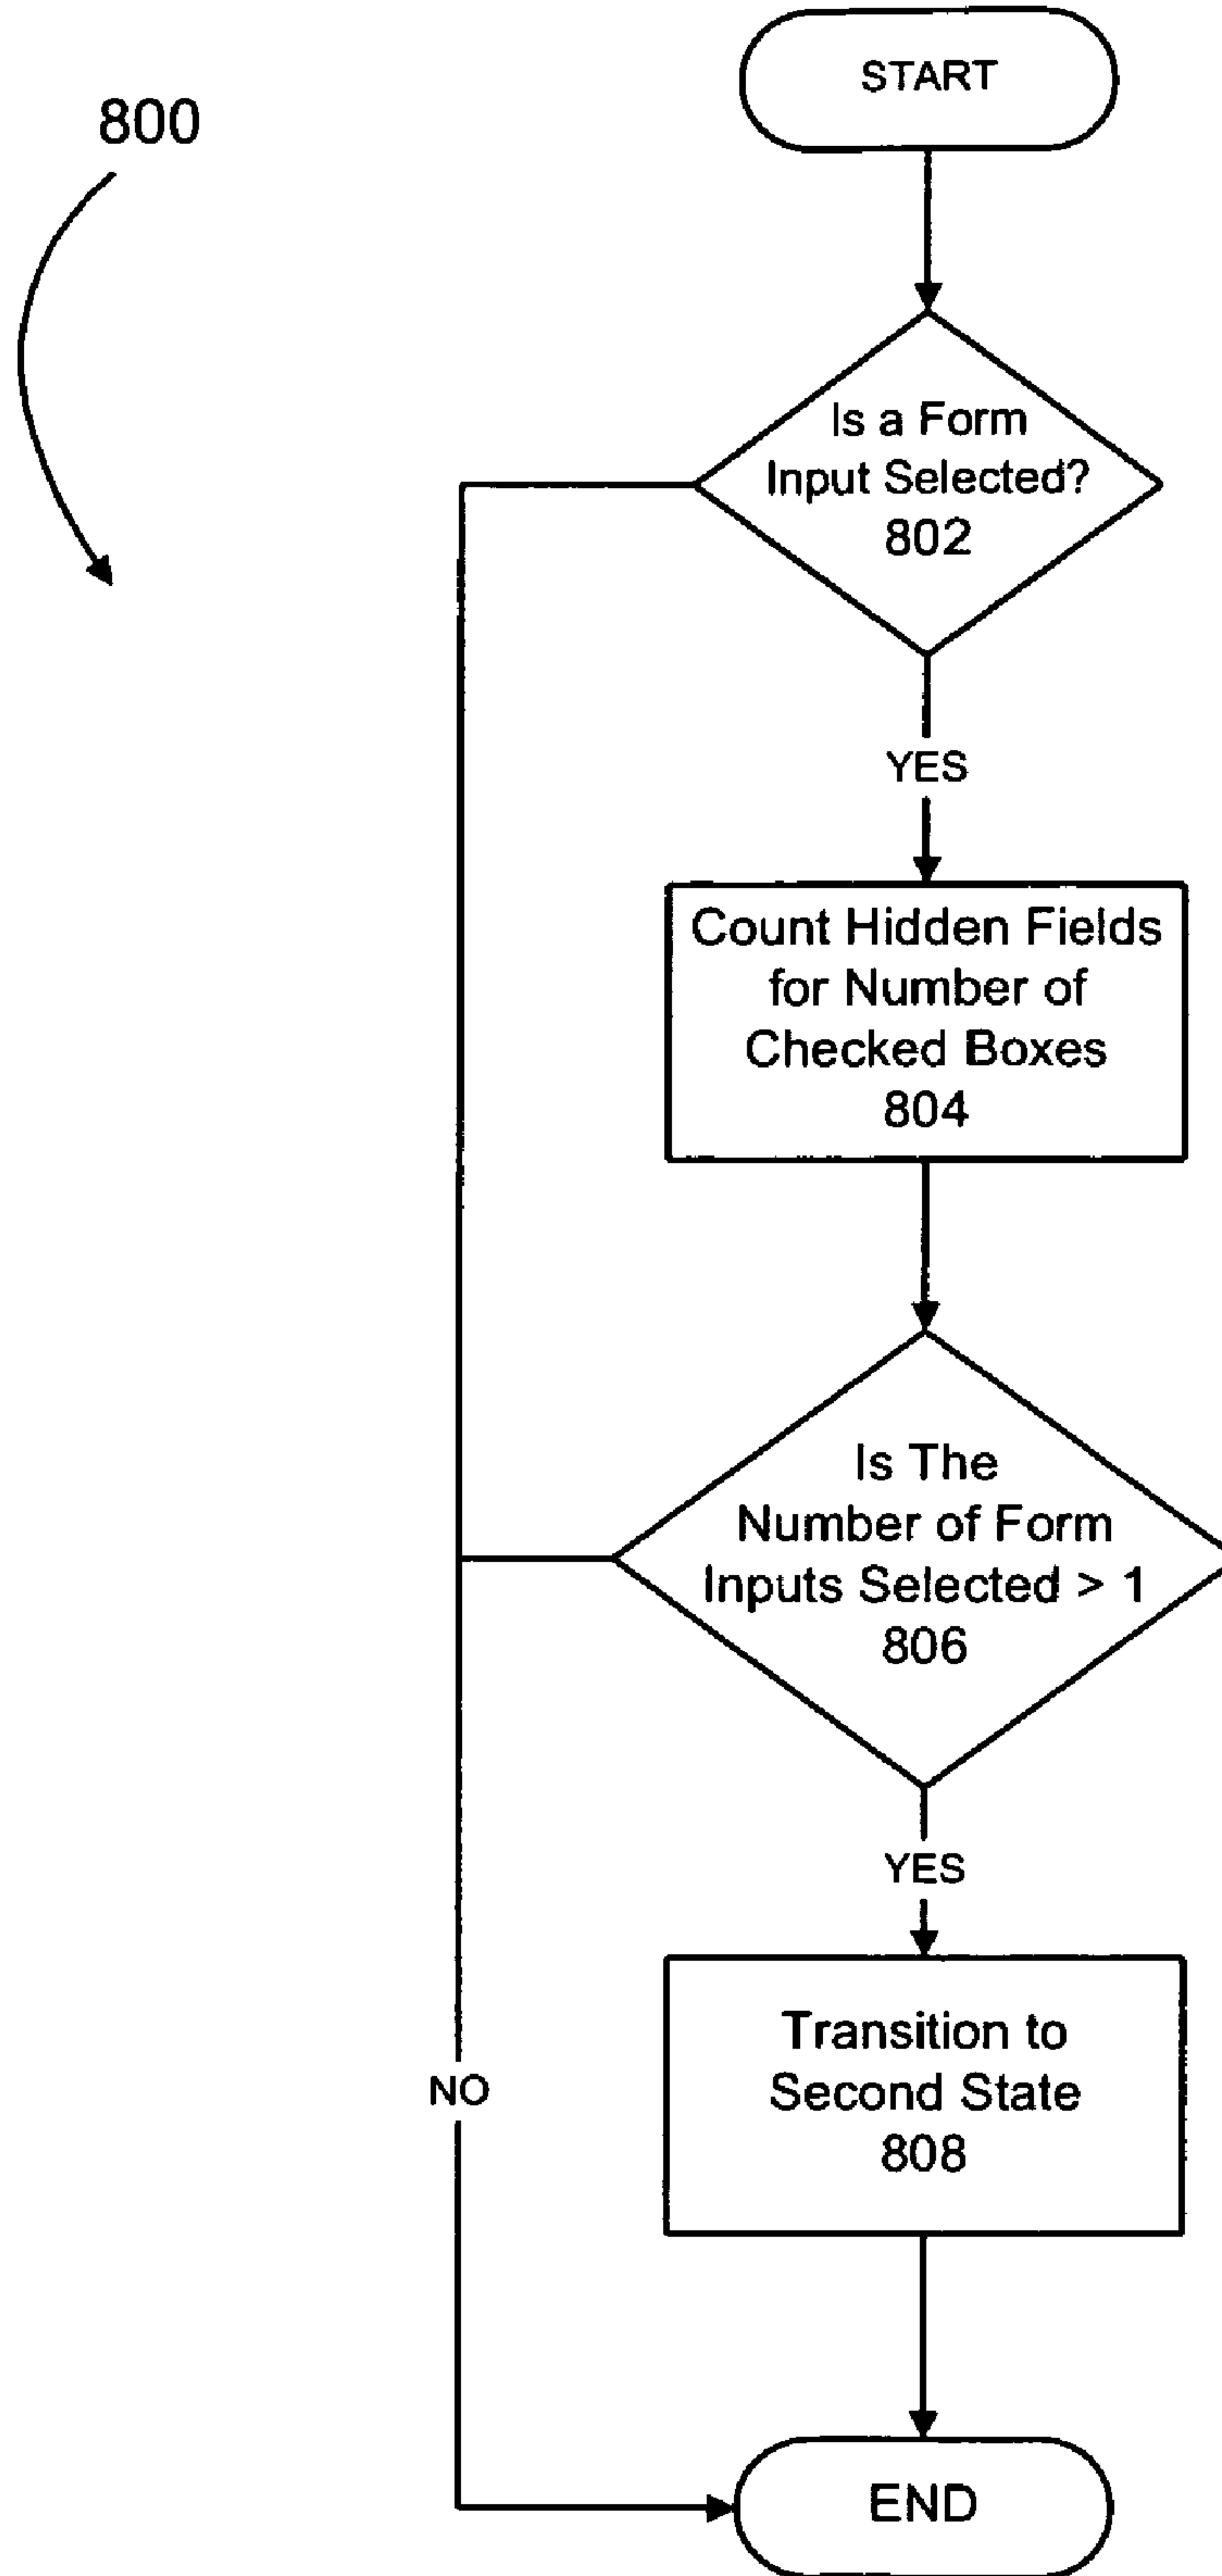 START
800
Is a Form
Input Selected?
802
YES
Count Hidden Fields
for Number of
Checked Boxes
804
Is The
Number of Form
Inputs Selected > 1
806
YES
Transition to
Second State
808
NO
END